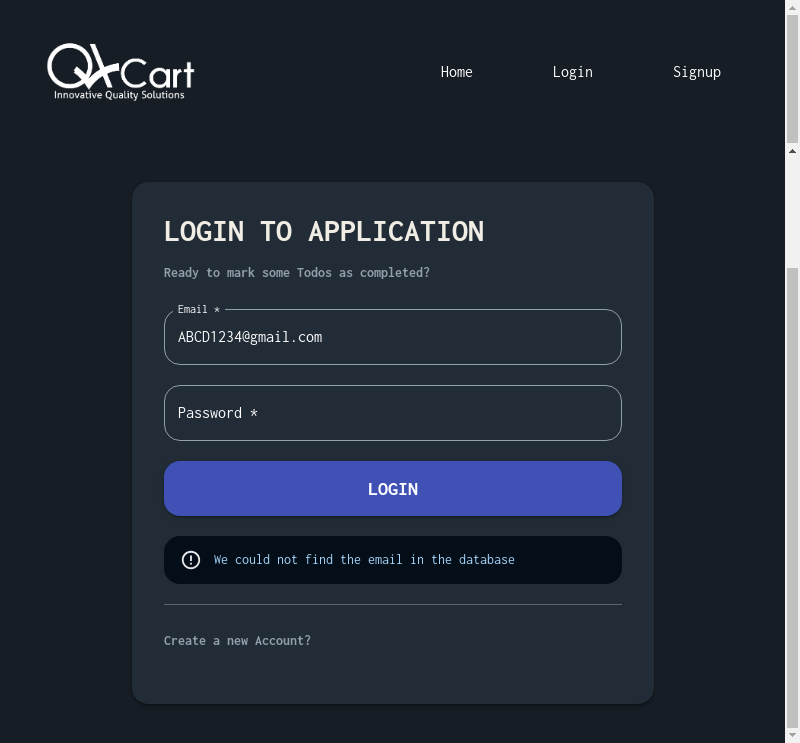 QACart
Innovative Quality Solutions
Home Login Signup
LOGIN TO APPLICATION
Ready to mark some Todos as completed?
Email *
ABCD1234@gmail.com
Password *
LOGIN
We could not find the email in the database
Create a new Account?